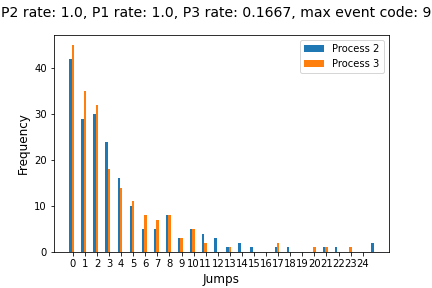 P2 rate: 1.0, P1 rate: 1.0, P3 rate: 0.1667, max event code: 9
Process 2
Process 3
Frequency
40
30
20
10
0
0 1 2 3 4 5 6 7 8 9 10 11 12 13 14 15 16 17 18 19 20 21 22 23 24
Jumps